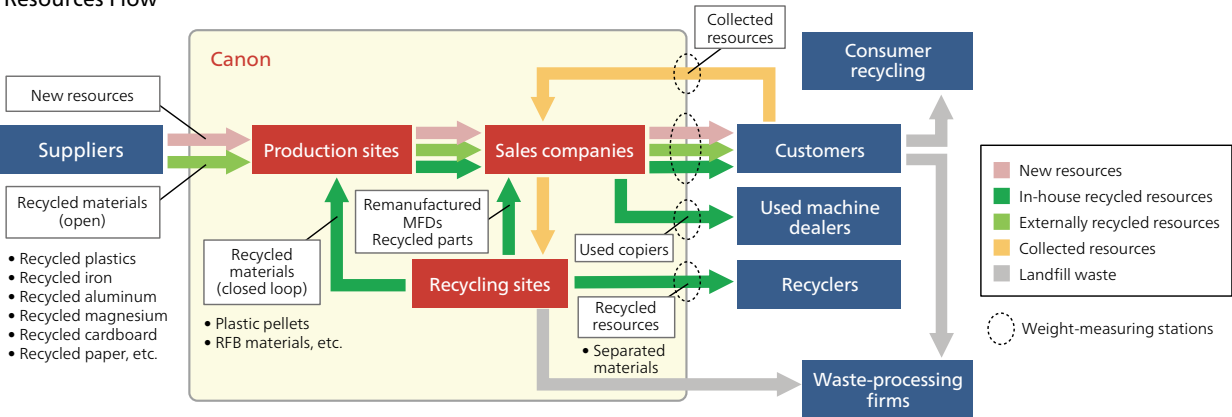 Resources Flow
Collected
resources
Consumer
recycling
Canon
New resources
Suppliers
Production sites
Sales companies
Customers
New resources
In-house recycled resources
Externally recycled resources
Collected resources
Landfill waste
Weight-measuring stations
Recycled materials
(open)
Remanufactured
MFDs
Recycled parts
Used machine
dealers
Used copiers
Recycled
materials
(closed loop)
Recycling sites
Recyclers
• Recycled plastics
• Recycled iron
• Recycled aluminum
• Recycled magnesium
• Recycled cardboard
• Recycled paper, etc.
• Plastic pellets
• RFB materials, etc.
Recycled
resources
• Separated
materials
Waste-processing
firms